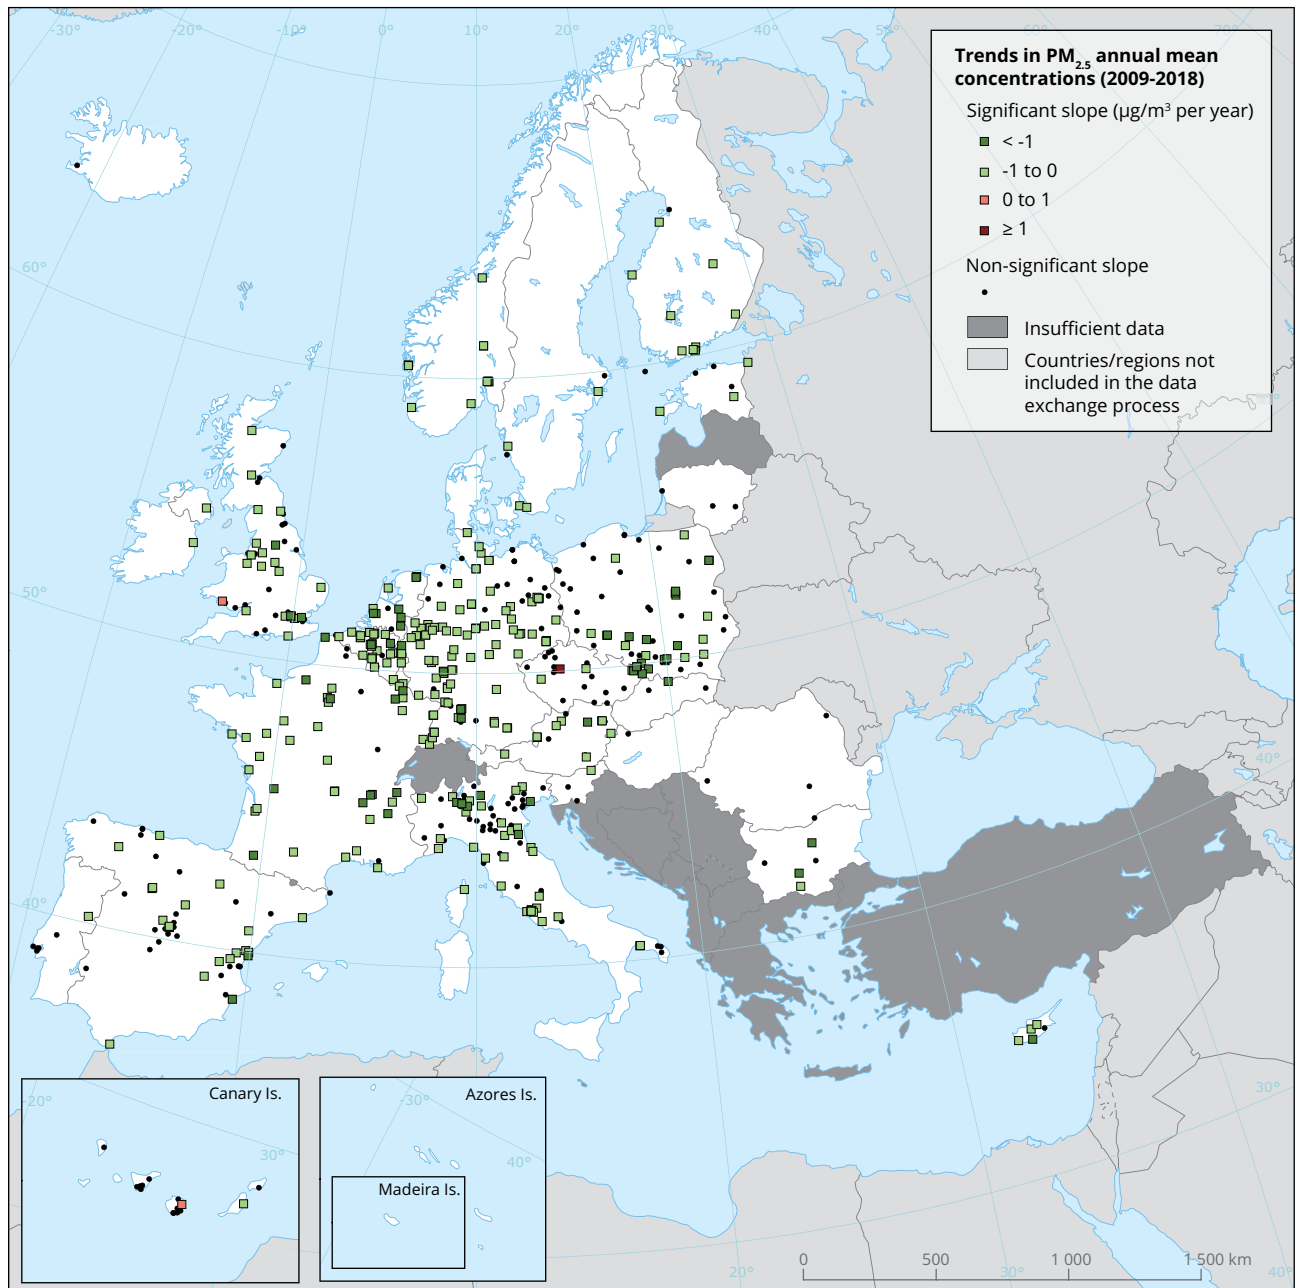 -30°
-20°
-10°
0°
10°
20°
30°
40°
50°
60°
70°
Trends in PM2.5 annual mean
concentrations (2009-2018)
Significant slope (µg/m³ per year)
< -1
-1 to 0
0 to 1
≥ 1
Non-significant slope
Insufficient data
Countries/regions not
included in the data
exchange process
60°
50°
40°
40°
30°
Canary Is.
-20°
30°
Azores Is.
-30°
40°
Madeira Is.
0 500 1 000 1 500 km
20°
30°
40°